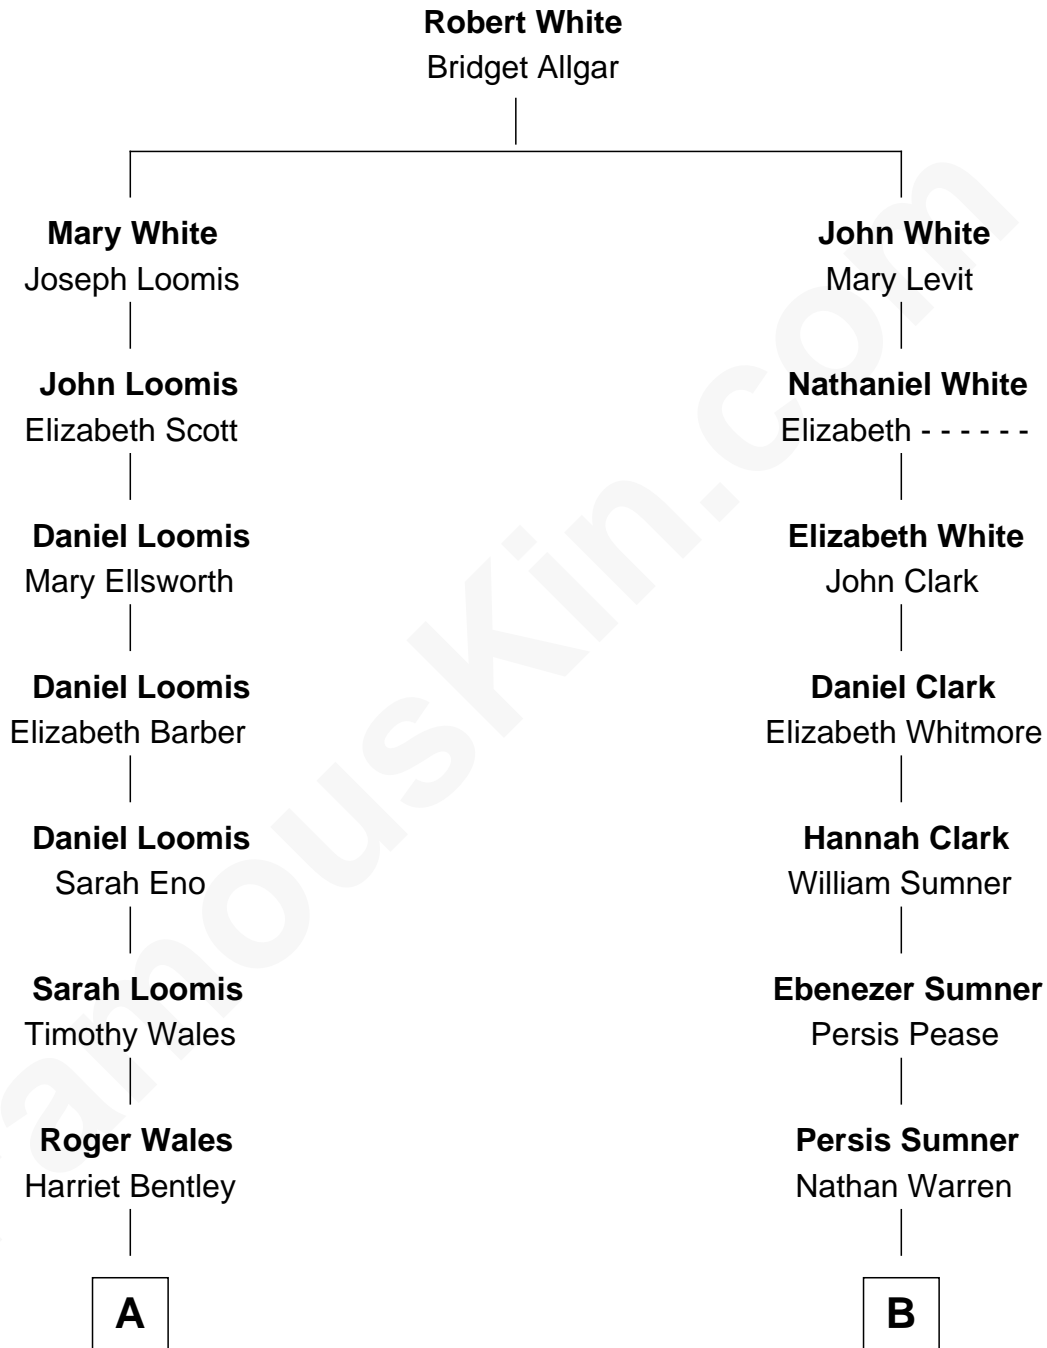 Robert White
Bridget Allgar
Mary White
Joseph Loomis
John Loomis
Elizabeth Scott
Daniel Loomis
Mary Ellsworth
Daniel Loomis
Elizabeth Barber
Daniel Loomis
Sarah Eno
Sarah Loomis
Timothy Wales
Roger Wales
Harriet Bentley
A
John White
Mary Levit
Nathaniel White
Elizabeth - - - - - -
Elizabeth White
John Clark
Daniel Clark
Elizabeth Whitmore
Hannah Clark
William Sumner
Ebenezer Sumner
Persis Pease
Persis Sumner
Nathan Warren
B
amouskin.com